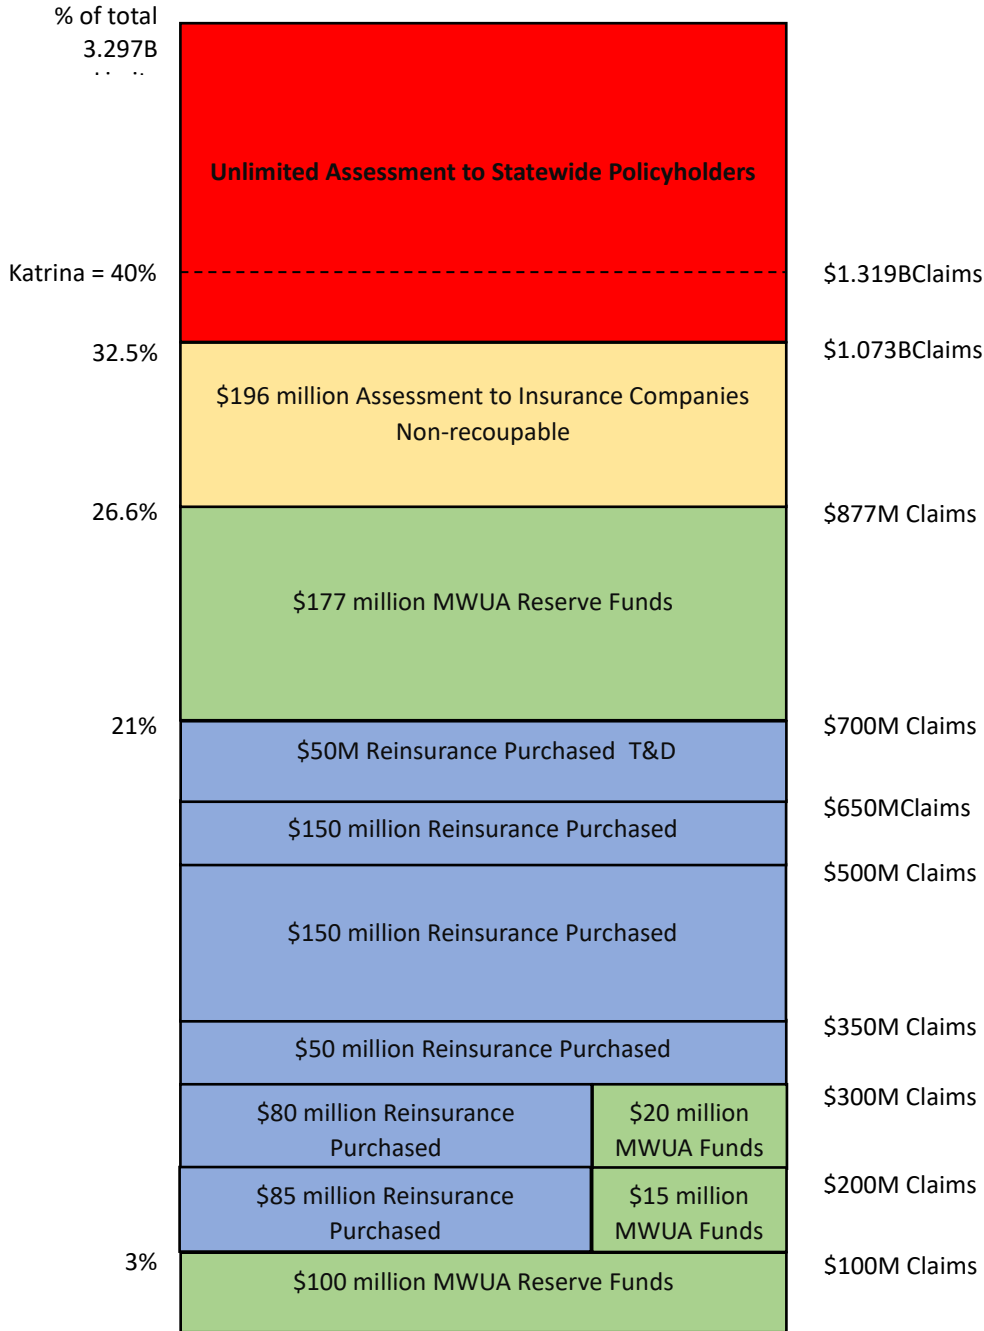 % of total
3.297B
Unlimited Assessment to Statewide Policyholders
Katrina = 40%
$1.319BClaims
32.5%
$1.073BClaims
$196 million Assessment to Insurance Companies
Non-recoupable
26.6%
$877M Claims
$177 million MWUA Reserve Funds
21%
$700M Claims
$50M Reinsurance Purchased  T&D
$650MClaims
$150 million Reinsurance Purchased
$500M Claims
$150 million Reinsurance Purchased
$350M Claims
$50 million Reinsurance Purchased
$300M Claims
$80 million Reinsurance
Purchased
$20 million
MWUA Funds
$200M Claims
$85 million Reinsurance
Purchased
$15 million
MWUA Funds
3%
$100M Claims
$100 million MWUA Reserve Funds